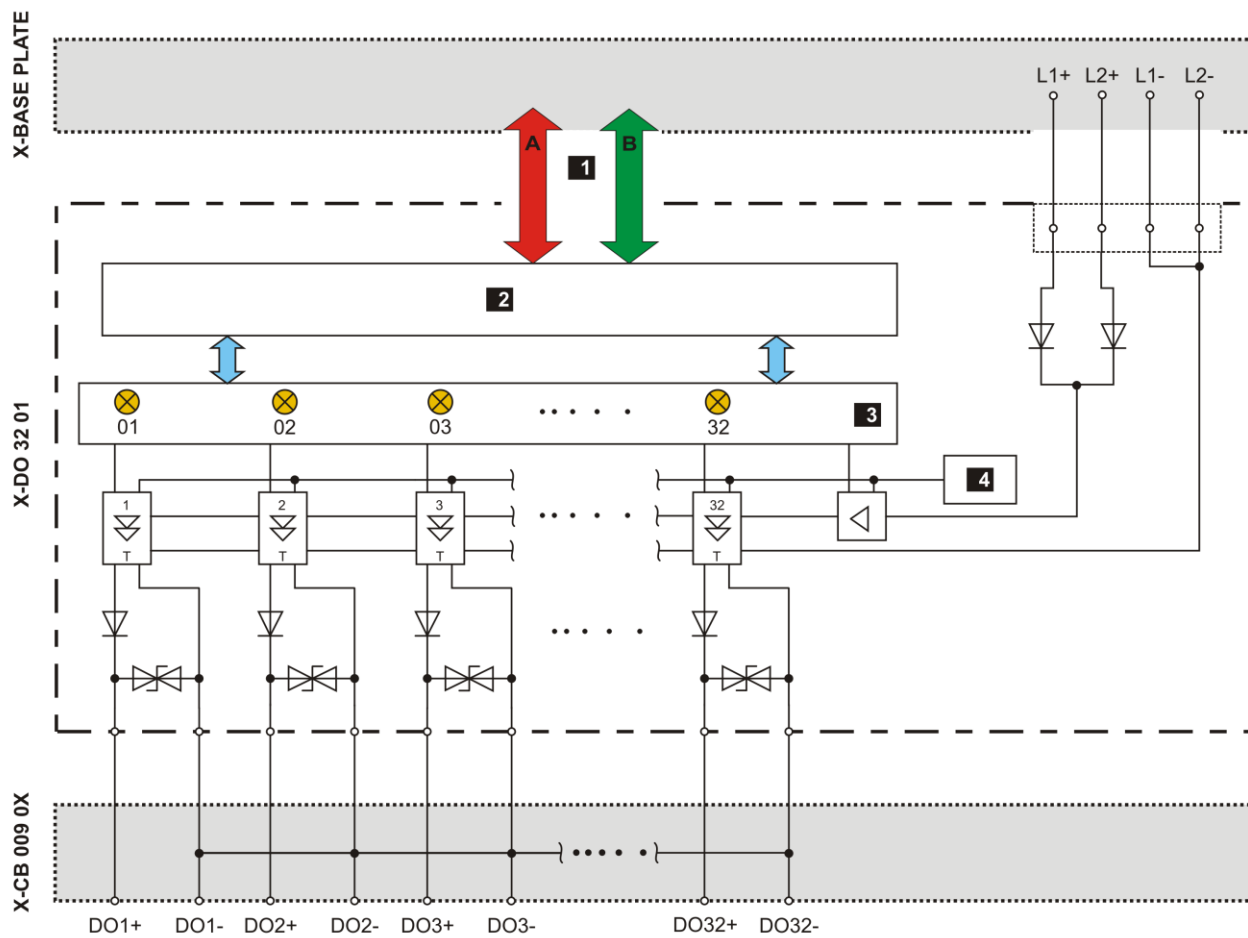 X-BASE PLATE
L1+ L2+ L1- L2-
A 1 B
2
X-DO 32 01
01 02 03 32 3
4
1 2 3 32
T T T T
X-CB 009 0X
DO1+ DO1- DO2+ DO2- DO3+ DO3- DO32+ DO32-